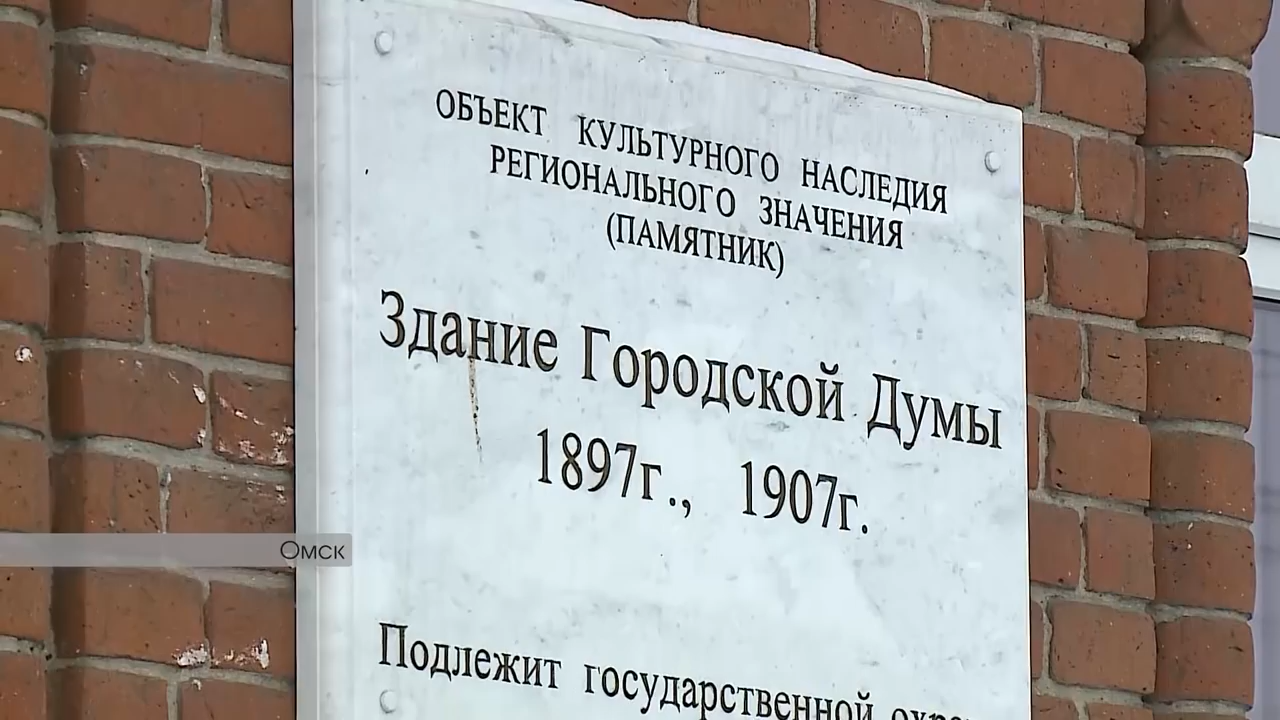 ОБЪЕКТ КУЛЬТУРНОГО НАСЛЕДИЯ
РЕГИОНАЛЬНОГО ЗНАЧЕНИЯ
(ПАМЯТНИК)
Здание Городской Думы
1897г., 1907г.
Омск
Подлежит государственной